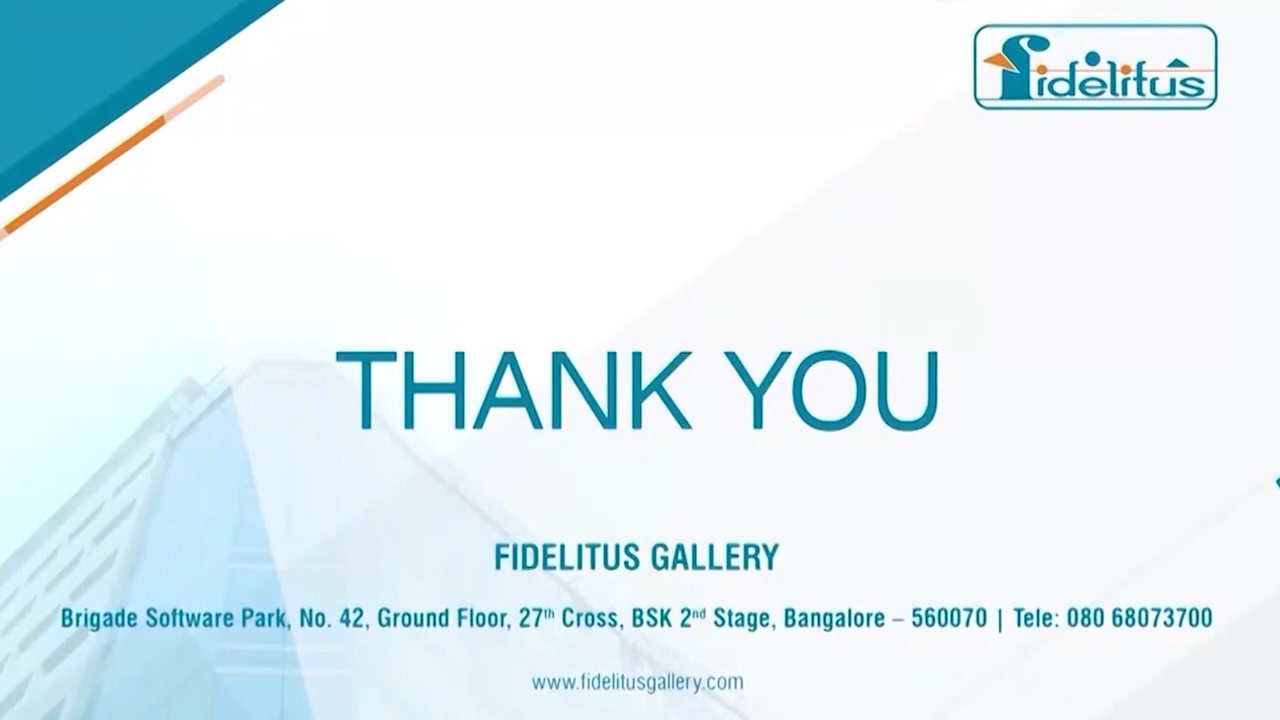 fidelitus
THANK YOU
FIDELITUS GALLERY
Brigade Software Park, No. 42, Ground Floor, 27th Cross, BSK 2nd Stage, Bangalore – 560070 | Tele: 080 68073700
www.fidelitusgallery.com